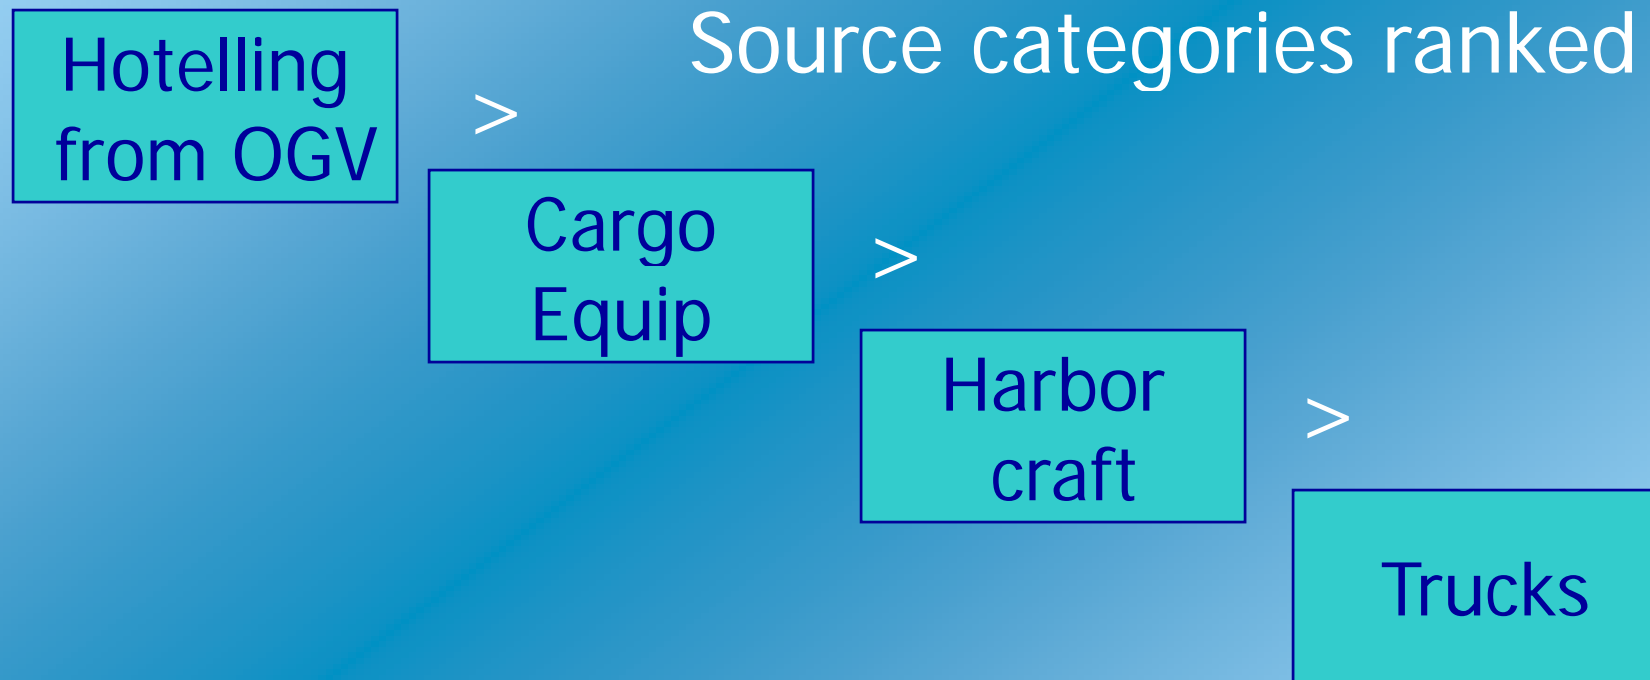 Source categories ranked
Hotelling
from OGV
>
Cargo
Equip
>
Harbor
craft
>
Trucks